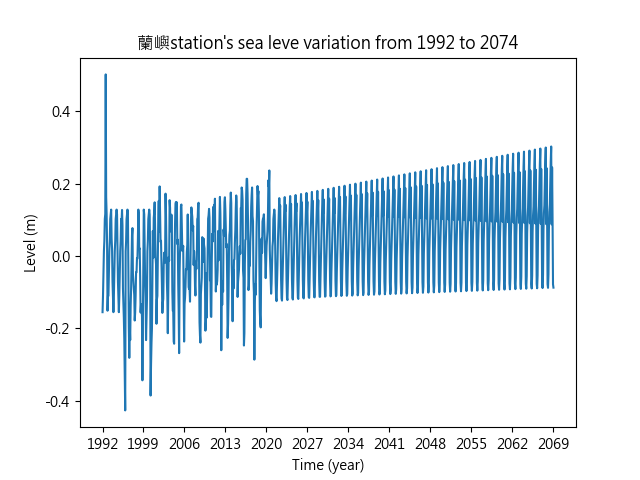 蘭嶼station's sea leve variation from 1992 to 2074
0.4
0.2
0.0
-0.2
-0.4
Level (m)
1992 1999 2006 2013 2020 2027 2034 2041 2048 2055 2062 2069
Time (year)